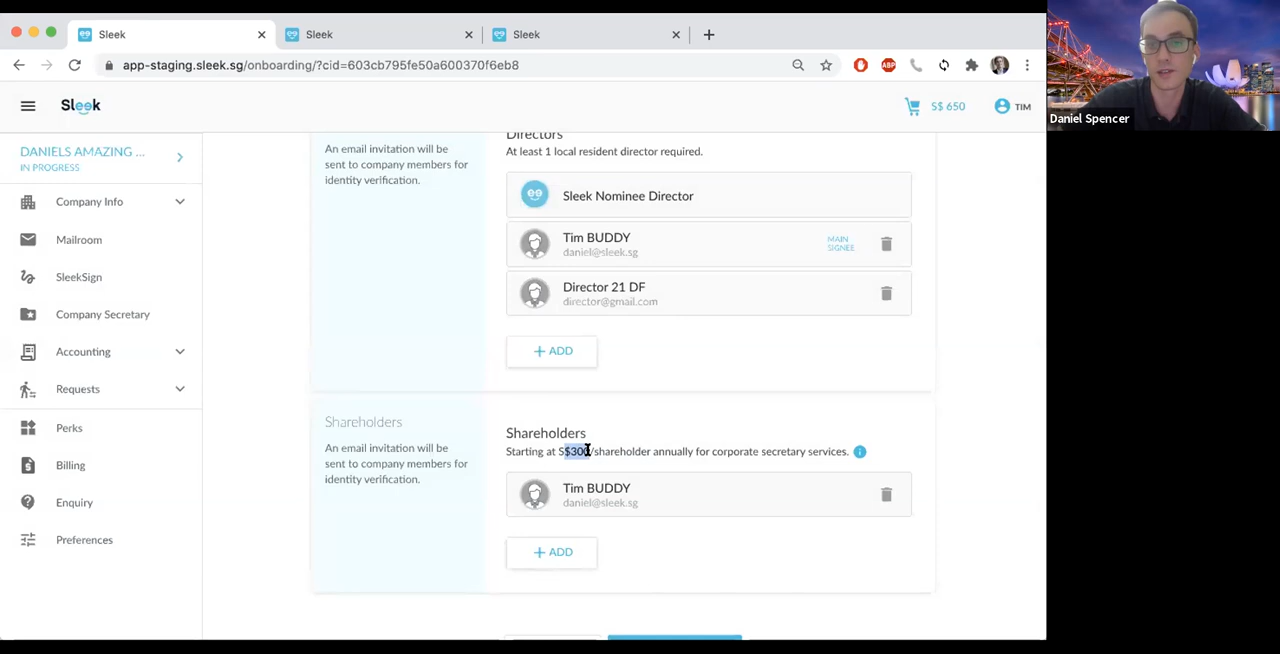 Sleek
Sleek
Sleek
app-staging.sleek.sg/onboarding/?cid=603cb795fe50a600370f6eb8
ABP
Sleek
S$ 650
TIM
Daniel Spencer
DANIELS AMAZING ...
IN PROGRESS
Company Info
Mailroom
SleekSign
Company Secretary
Accounting
Requests
Perks
Billing
Enquiry
Preferences
An email invitation will be
sent to company members for
identity verification.
Directors
At least 1 local resident director required.
Sleek Nominee Director
Tim BUDDY
daniel@sleek.sg
MAIN
SIGNEE
Director 21 DF
director@gmail.com
+ ADD
Shareholders
An email invitation will be
sent to company members for
identity verification.
Shareholders
Starting at S$300/shareholder annually for corporate secretary services.
Tim BUDDY
daniel@sleek.sg
+ ADD